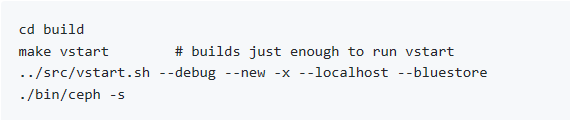 cd build
make vstart        # builds just enough to run vstart
../src/vstart.sh --debug --new -x --localhost --bluestore
./bin/ceph -s